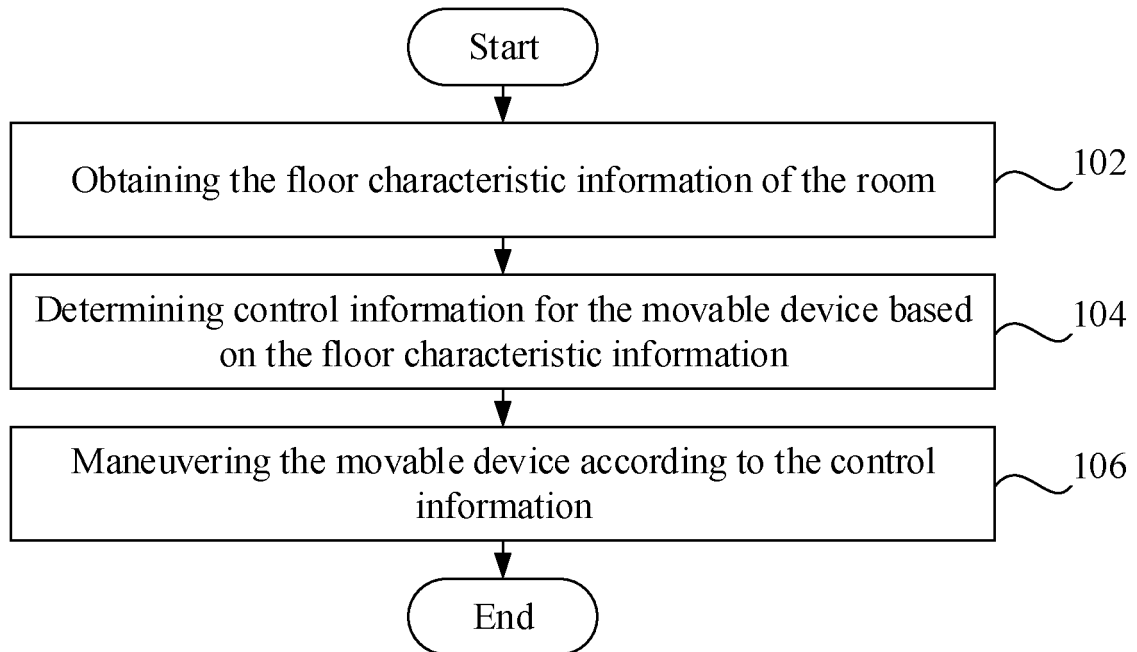 Start
Obtaining the floor characteristic information of the room
102
Determining control information for the movable device based
on the floor characteristic information
104
Maneuvering the movable device according to the control
information
106
End